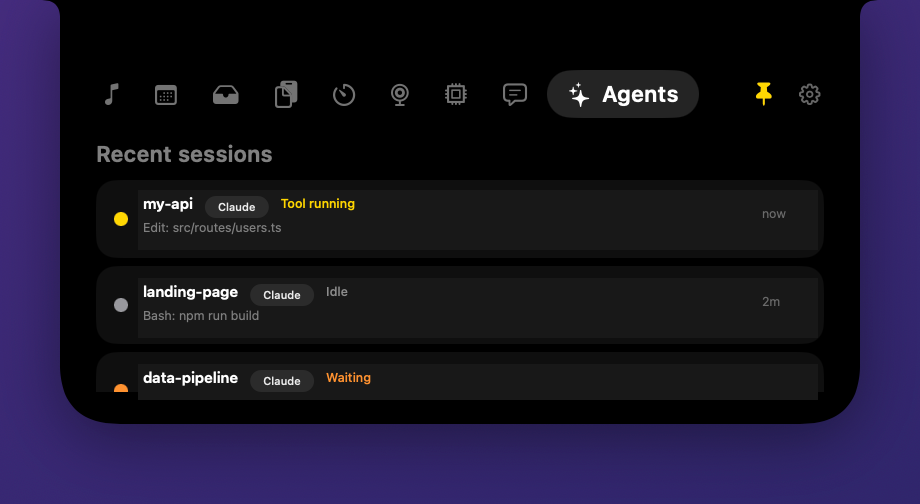 Agents
Recent sessions
my-api Claude Tool running
now
Edit: src/routes/users.ts
landing-page Claude Idle
2m
Bash: npm run build
data-pipeline Claude Waiting